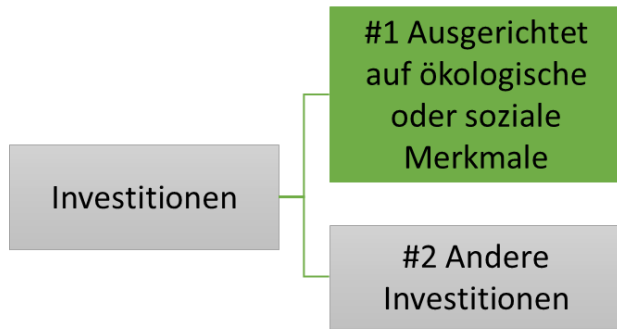 Investitionen
#1 Ausgerichtet
auf ökologische
oder soziale
Merkmale
#2 Andere
Investitionen